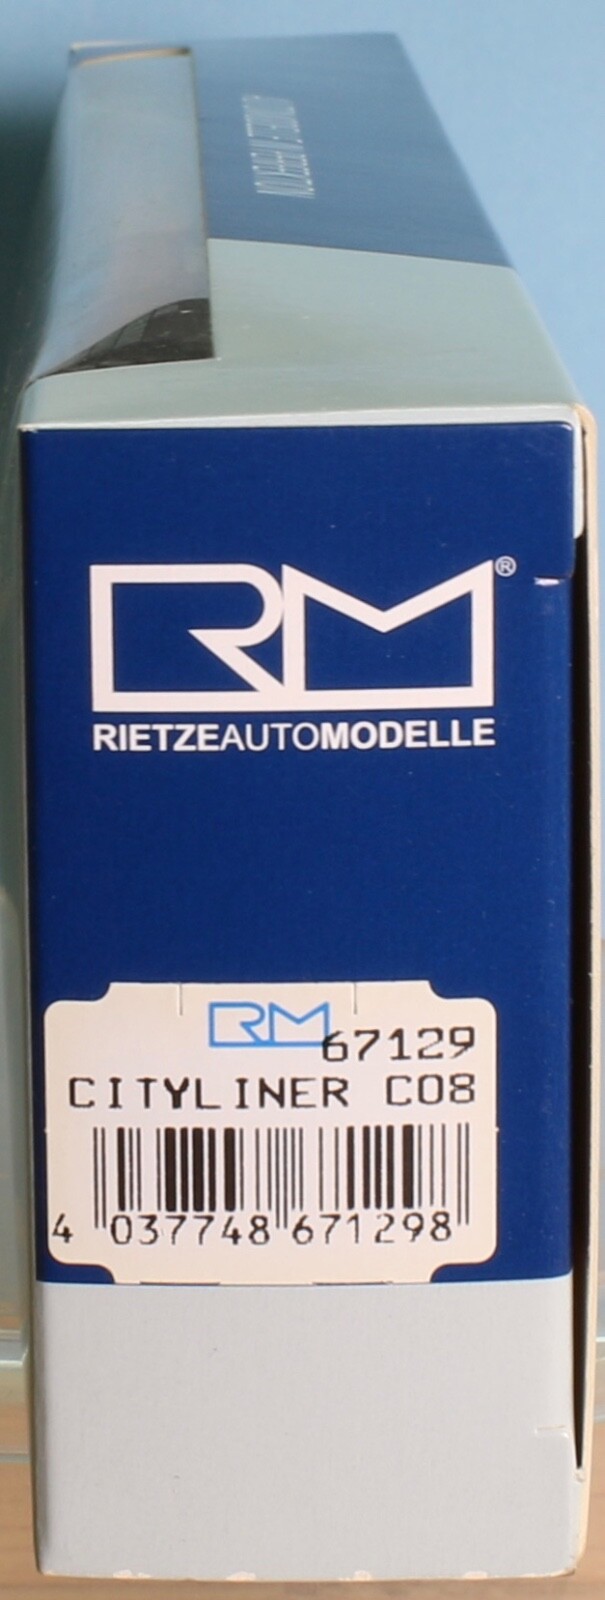 RM®
RIETZEAUTOMODELLE
RM
67129
CITYLINER C08
4 037748 671298